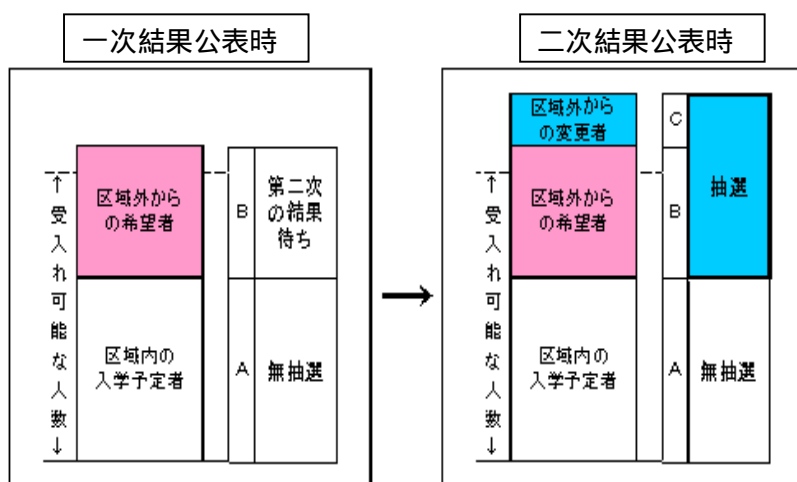 一次結果公表時
区域外から
の希望者
区域内の
入学予定者
↑受入れ可能な人数↓
B
第二次
の結果
待ち
A
無抽選
→
二次結果公表時
区域外から
の変更者
区域外から
の希望者
区域内の
入学予定者
↑受入れ可能な人数↓
C
B
抽選
A
無抽選